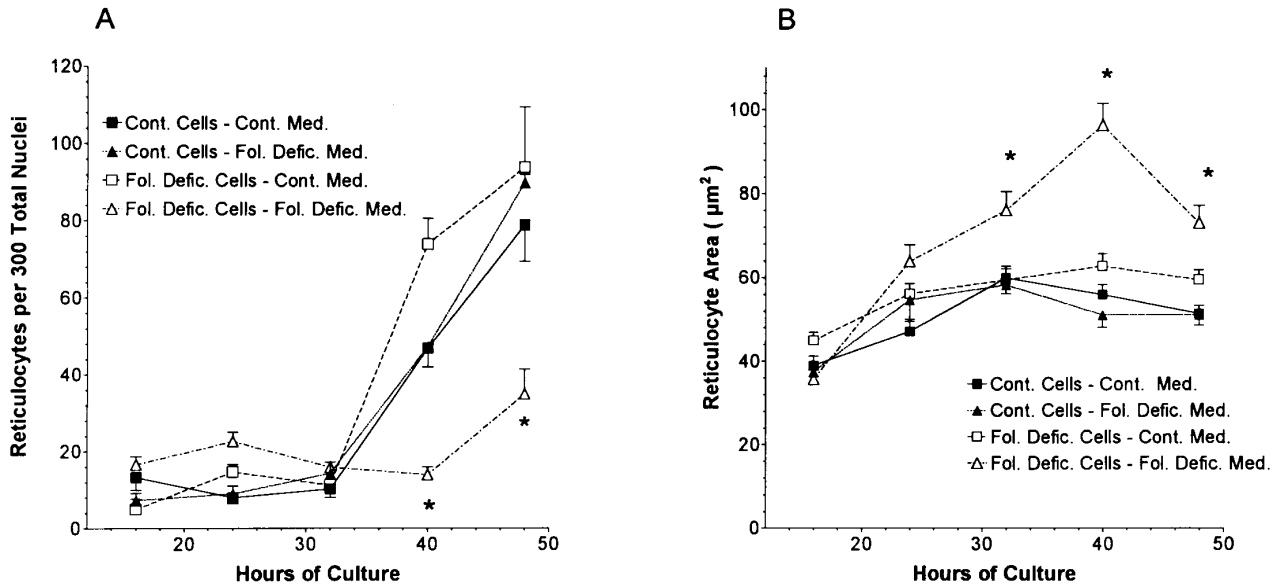 A
Reticulocytes per 300 Total Nuclei
120
100
80
60
40
20
0
Cont. Cells - Cont. Med.
Cont. Cells - Fol. Defic. Med.
Fol. Defic. Cells - Cont. Med.
Fol. Defic. Cells - Fol. Defic. Med.
*
*
20
30
40
50
Hours of Culture
B
Reticulocyte Area ( µm²)
100
80
60
40
20
0
*
*
*
Cont. Cells - Cont. Med.
Cont. Cells - Fol. Defic. Med.
Fol. Defic. Cells - Cont. Med.
Fol. Defic. Cells - Fol. Defic. Med.
20
30
40
50
Hours of Culture